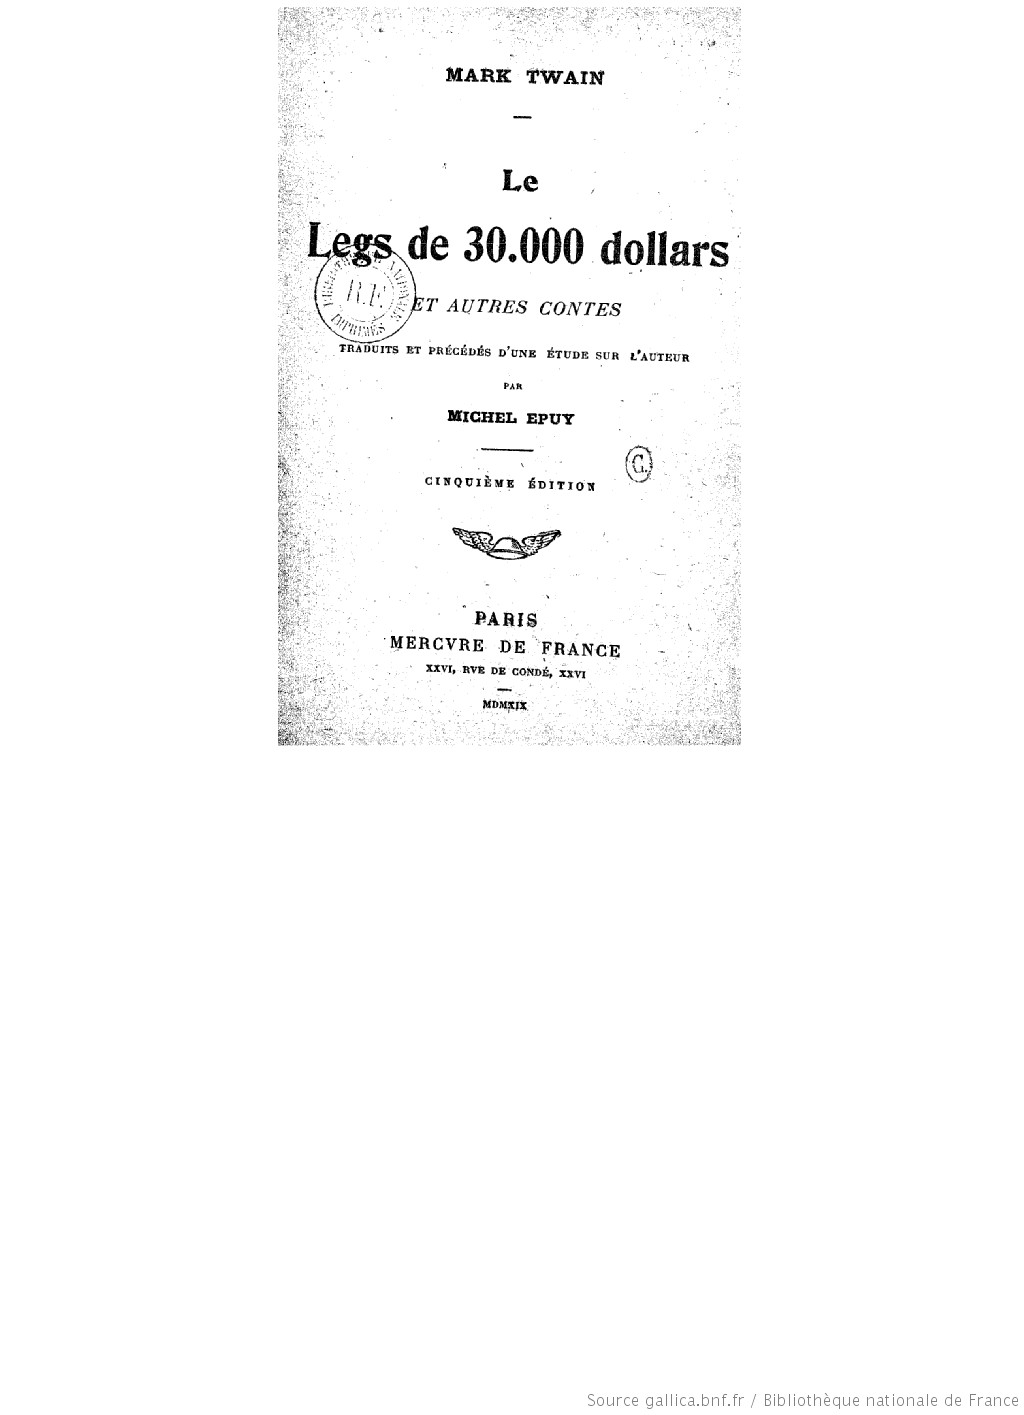 MARK TWAIN
Le
Legs de 30.000 dollars
ET AUTRES CONTES
BIBLIOTHÈQUE NATIONALE
R.F.
IMPRIMÉS
TRADUITS ET PRÉCÉDÉS D'UNE ÉTUDE SUR L'AUTEUR
PAR
MICHEL EPUY
G.
CINQUIÈME ÉDITION
PARIS
MERCVRE DE FRANCE
XXVI, RVE DE CONDÉ, XXVI
MDMXIX
Source gallica.bnf.fr / Bibliothèque nationale de France